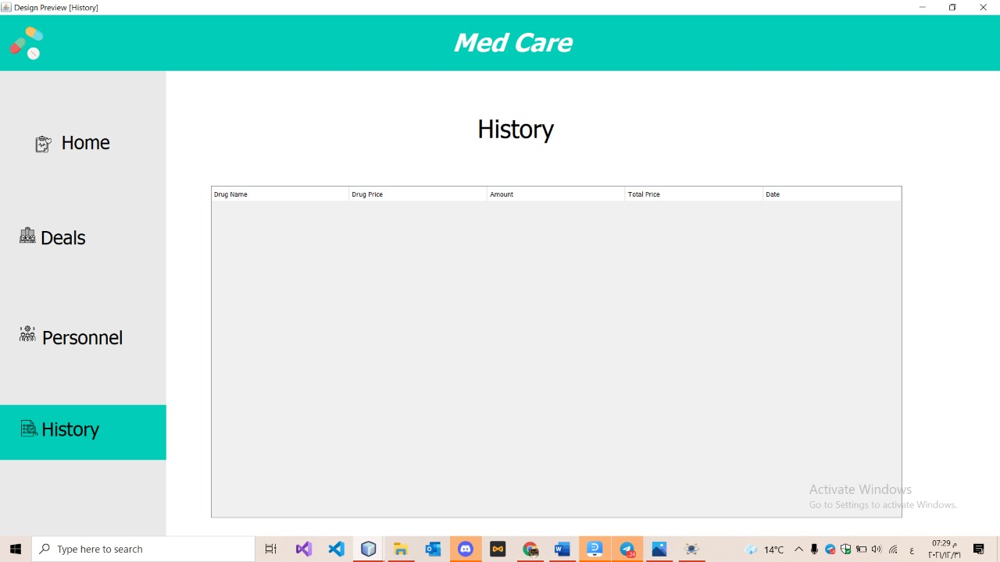 Design Preview [History]
Med Care
Home
Deals
Personnel
History
History
Drug Name Drug Price Amount Total Price Date
Activate Windows
Go to Settings to activate Windows.
Type here to search
24
14°C
ع
07:29 م
٢٠٢١/١٢/٣١